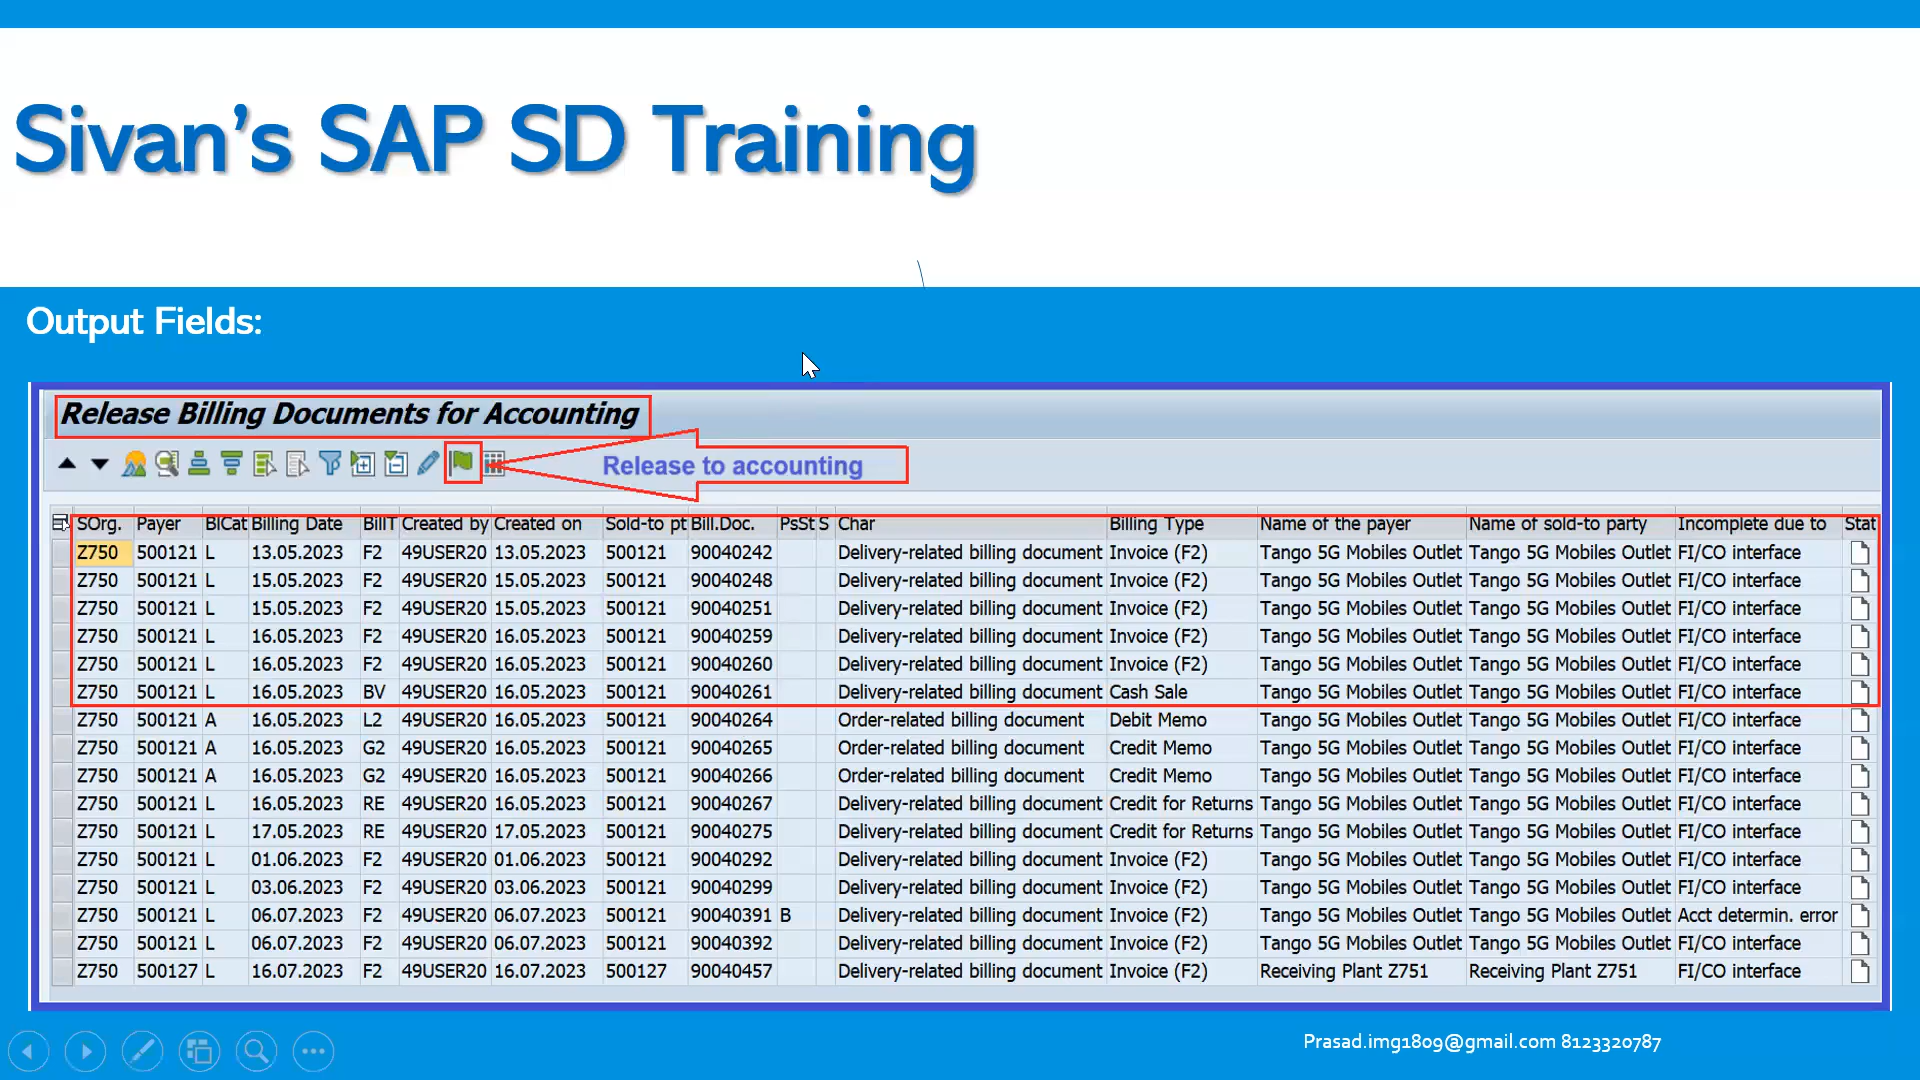 Sivan's SAP SD Training
Output Fields:
Release Billing Documents for Accounting
Release to accounting
SOrg. Payer BlCat Billing Date BillT Created by Created on Sold-to pt Bill.Doc. PsSt S Char Billing Type Name of the payer Name of sold-to party Incomplete due to Stat
Z750 500121 L 13.05.2023 F2 49USER20 13.05.2023 500121 90040242 Delivery-related billing document Invoice (F2) Tango 5G Mobiles Outlet Tango 5G Mobiles Outlet FI/CO interface
Z750 500121 L 15.05.2023 F2 49USER20 15.05.2023 500121 90040248 Delivery-related billing document Invoice (F2) Tango 5G Mobiles Outlet Tango 5G Mobiles Outlet FI/CO interface
Z750 500121 L 15.05.2023 F2 49USER20 15.05.2023 500121 90040251 Delivery-related billing document Invoice (F2) Tango 5G Mobiles Outlet Tango 5G Mobiles Outlet FI/CO interface
Z750 500121 L 16.05.2023 F2 49USER20 16.05.2023 500121 90040259 Delivery-related billing document Invoice (F2) Tango 5G Mobiles Outlet Tango 5G Mobiles Outlet FI/CO interface
Z750 500121 L 16.05.2023 F2 49USER20 16.05.2023 500121 90040260 Delivery-related billing document Invoice (F2) Tango 5G Mobiles Outlet Tango 5G Mobiles Outlet FI/CO interface
Z750 500121 L 16.05.2023 BV 49USER20 16.05.2023 500121 90040261 Delivery-related billing document Cash Sale Tango 5G Mobiles Outlet Tango 5G Mobiles Outlet FI/CO interface
Z750 500121 A 16.05.2023 L2 49USER20 16.05.2023 500121 90040264 Order-related billing document Debit Memo Tango 5G Mobiles Outlet Tango 5G Mobiles Outlet FI/CO interface
Z750 500121 A 16.05.2023 G2 49USER20 16.05.2023 500121 90040265 Order-related billing document Credit Memo Tango 5G Mobiles Outlet Tango 5G Mobiles Outlet FI/CO interface
Z750 500121 A 16.05.2023 G2 49USER20 16.05.2023 500121 90040266 Order-related billing document Credit Memo Tango 5G Mobiles Outlet Tango 5G Mobiles Outlet FI/CO interface
Z750 500121 L 16.05.2023 RE 49USER20 16.05.2023 500121 90040267 Delivery-related billing document Credit for Returns Tango 5G Mobiles Outlet Tango 5G Mobiles Outlet FI/CO interface
Z750 500121 L 17.05.2023 RE 49USER20 17.05.2023 500121 90040275 Delivery-related billing document Credit for Returns Tango 5G Mobiles Outlet Tango 5G Mobiles Outlet FI/CO interface
Z750 500121 L 01.06.2023 F2 49USER20 01.06.2023 500121 90040292 Delivery-related billing document Invoice (F2) Tango 5G Mobiles Outlet Tango 5G Mobiles Outlet FI/CO interface
Z750 500121 L 03.06.2023 F2 49USER20 03.06.2023 500121 90040299 Delivery-related billing document Invoice (F2) Tango 5G Mobiles Outlet Tango 5G Mobiles Outlet FI/CO interface
Z750 500121 L 06.07.2023 F2 49USER20 06.07.2023 500121 90040391 B Delivery-related billing document Invoice (F2) Tango 5G Mobiles Outlet Tango 5G Mobiles Outlet Acct determin. error
Z750 500121 L 06.07.2023 F2 49USER20 06.07.2023 500121 90040392 Delivery-related billing document Invoice (F2) Tango 5G Mobiles Outlet Tango 5G Mobiles Outlet FI/CO interface
Z750 500127 L 16.07.2023 F2 49USER20 16.07.2023 500127 90040457 Delivery-related billing document Invoice (F2) Receiving Plant Z751 Receiving Plant Z751 FI/CO interface
Prasad.img1809@gmail.com 8123320787